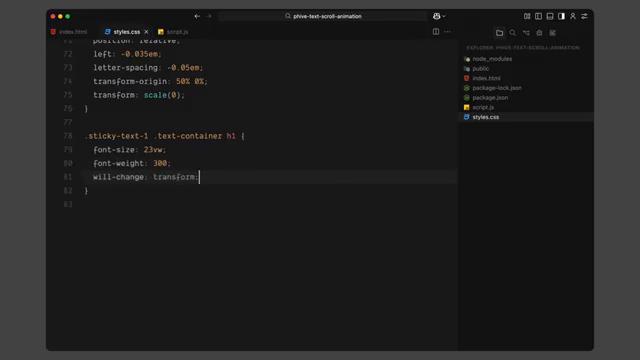 phive-text-scroll-animation
index.html
styles.css
script.js
EXPLORER: PHIVE-TEXT-SCROLL-ANIMATION
node_modules
public
index.html
package-lock.json
package.json
script.js
styles.css
71 position: relative;
72 left: -0.035em;
73 letter-spacing: -0.05em;
74 transform-origin: 50% 0%;
75 transform: scale(0);
76 }
77
78 .sticky-text-1 .text-container h1 {
79 font-size: 23vw;
80 font-weight: 300;
81 will-change: transform;
82 }
83